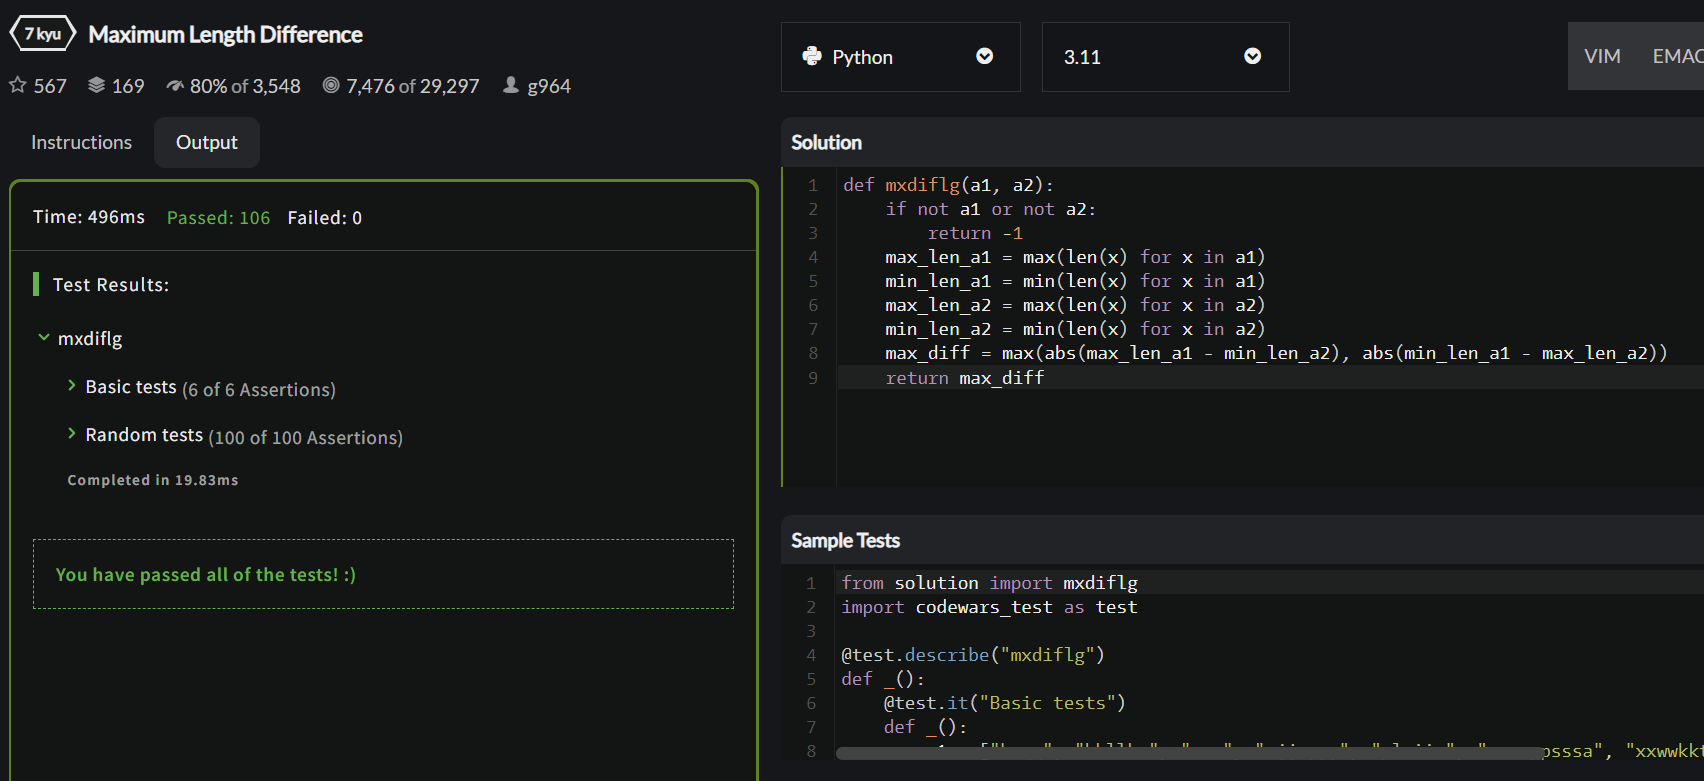 7 kyu Maximum Length Difference
567 169 80% of 3,548 7,476 of 29,297 g964
Instructions Output
Time: 496ms Passed: 106 Failed: 0
Test Results:
mxdiflg
Basic tests (6 of 6 Assertions)
Random tests (100 of 100 Assertions)
Completed in 19.83ms
You have passed all of the tests! :)
Python 3.11 VIM
Solution
1 def mxdiflg(a1, a2):
2 if not a1 or not a2:
3 return -1
4 max_len_a1 = max(len(x) for x in a1)
5 min_len_a1 = min(len(x) for x in a1)
6 max_len_a2 = max(len(x) for x in a2)
7 min_len_a2 = min(len(x) for x in a2)
8 max_diff = max(abs(max_len_a1 - min_len_a2), abs(min_len_a1 - max_len_a2))
9 return max_diff
Sample Tests
1 from solution import mxdiflg
2 import codewars_test as test
3
4 @test.describe("mxdiflg")
5 def _():
6 @test.it("Basic tests")
7 def _():
8